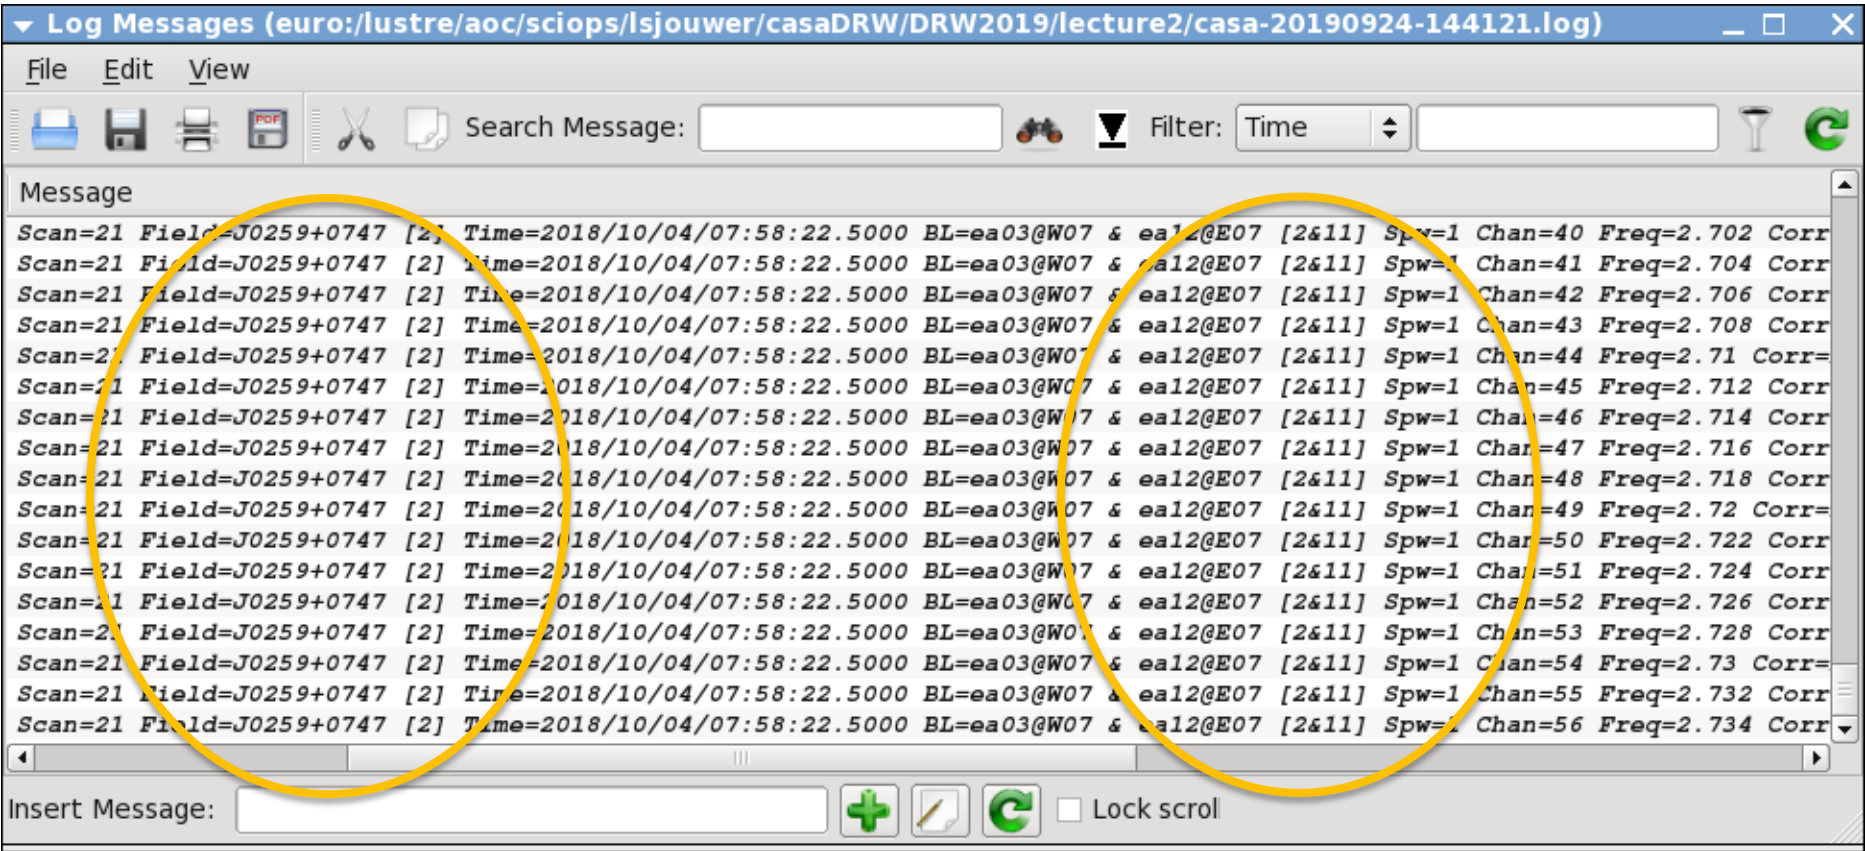 Log Messages (euro:/lustre/aoc/sciops/lsjouwer/casaDRW/DRW2019/lecture2/casa-20190924-144121.log)
File Edit View
PDF Search Message: Filter: Time
Message
Scan=21 Field=J0259+0747 [2] Time=2018/10/04/07:58:22.5000 BL=ea03@W07 & ea12@E07 [2&11] Spw=1 Chan=40 Freq=2.702 Corr
Scan=21 Field=J0259+0747 [2] Time=2018/10/04/07:58:22.5000 BL=ea03@W07 & ea12@E07 [2&11] Spw=1 Chan=41 Freq=2.704 Corr
Scan=21 Field=J0259+0747 [2] Time=2018/10/04/07:58:22.5000 BL=ea03@W07 & ea12@E07 [2&11] Spw=1 Chan=42 Freq=2.706 Corr
Scan=21 Field=J0259+0747 [2] Time=2018/10/04/07:58:22.5000 BL=ea03@W07 & ea12@E07 [2&11] Spw=1 Chan=43 Freq=2.708 Corr
Scan=21 Field=J0259+0747 [2] Time=2018/10/04/07:58:22.5000 BL=ea03@W07 & ea12@E07 [2&11] Spw=1 Chan=44 Freq=2.71 Corr=
Scan=21 Field=J0259+0747 [2] Time=2018/10/04/07:58:22.5000 BL=ea03@W07 & ea12@E07 [2&11] Spw=1 Chan=45 Freq=2.712 Corr
Scan=21 Field=J0259+0747 [2] Time=2018/10/04/07:58:22.5000 BL=ea03@W07 & ea12@E07 [2&11] Spw=1 Chan=46 Freq=2.714 Corr
Scan=21 Field=J0259+0747 [2] Time=2018/10/04/07:58:22.5000 BL=ea03@W07 & ea12@E07 [2&11] Spw=1 Chan=47 Freq=2.716 Corr
Scan=21 Field=J0259+0747 [2] Time=2018/10/04/07:58:22.5000 BL=ea03@W07 & ea12@E07 [2&11] Spw=1 Chan=48 Freq=2.718 Corr
Scan=21 Field=J0259+0747 [2] Time=2018/10/04/07:58:22.5000 BL=ea03@W07 & ea12@E07 [2&11] Spw=1 Chan=49 Freq=2.72 Corr=
Scan=21 Field=J0259+0747 [2] Time=2018/10/04/07:58:22.5000 BL=ea03@W07 & ea12@E07 [2&11] Spw=1 Chan=50 Freq=2.722 Corr
Scan=21 Field=J0259+0747 [2] Time=2018/10/04/07:58:22.5000 BL=ea03@W07 & ea12@E07 [2&11] Spw=1 Chan=51 Freq=2.724 Corr
Scan=21 Field=J0259+0747 [2] Time=2018/10/04/07:58:22.5000 BL=ea03@W07 & ea12@E07 [2&11] Spw=1 Chan=52 Freq=2.726 Corr
Scan=21 Field=J0259+0747 [2] Time=2018/10/04/07:58:22.5000 BL=ea03@W07 & ea12@E07 [2&11] Spw=1 Chan=53 Freq=2.728 Corr
Scan=21 Field=J0259+0747 [2] Time=2018/10/04/07:58:22.5000 BL=ea03@W07 & ea12@E07 [2&11] Spw=1 Chan=54 Freq=2.73 Corr=
Scan=21 Field=J0259+0747 [2] Time=2018/10/04/07:58:22.5000 BL=ea03@W07 & ea12@E07 [2&11] Spw=1 Chan=55 Freq=2.732 Corr
Scan=21 Field=J0259+0747 [2] Time=2018/10/04/07:58:22.5000 BL=ea03@W07 & ea12@E07 [2&11] Spw=1 Chan=56 Freq=2.734 Corr
Insert Message: Lock scrol